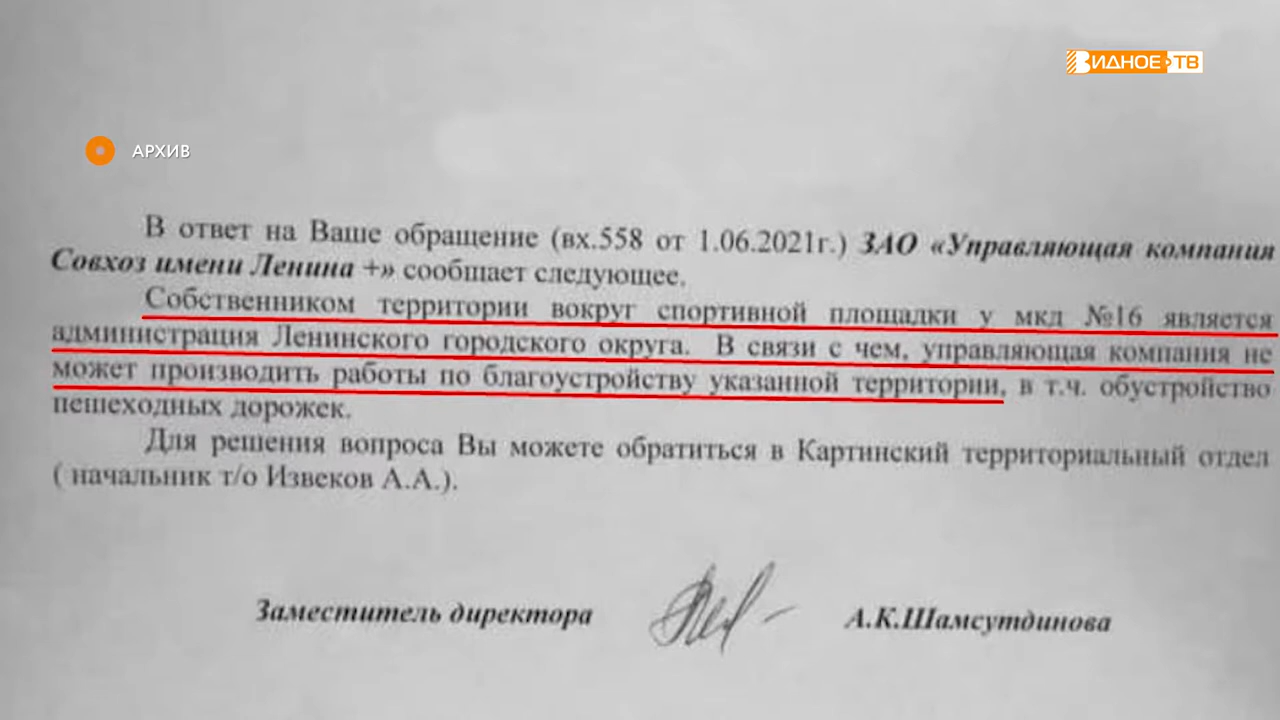 ВИДНОЕ ТВ
АРХИВ
В ответ на Ваше обращение (вх.558 от 1.06.2021г.) ЗАО «Управляющая компания
Совхоз имени Ленина +» сообщает следующее.
Собственником территории вокруг спортивной площадки у мкд №16 является
администрация Ленинского городского округа. В связи с чем, управляющая компания не
может производить работы по благоустройству указанной территории, в т.ч. обустройство
пешеходных дорожек.
Для решения вопроса Вы можете обратиться в Картинский территориальный отдел
( начальник т/о Извеков А.А.).
Заместитель директора А.К.Шамсутдинова